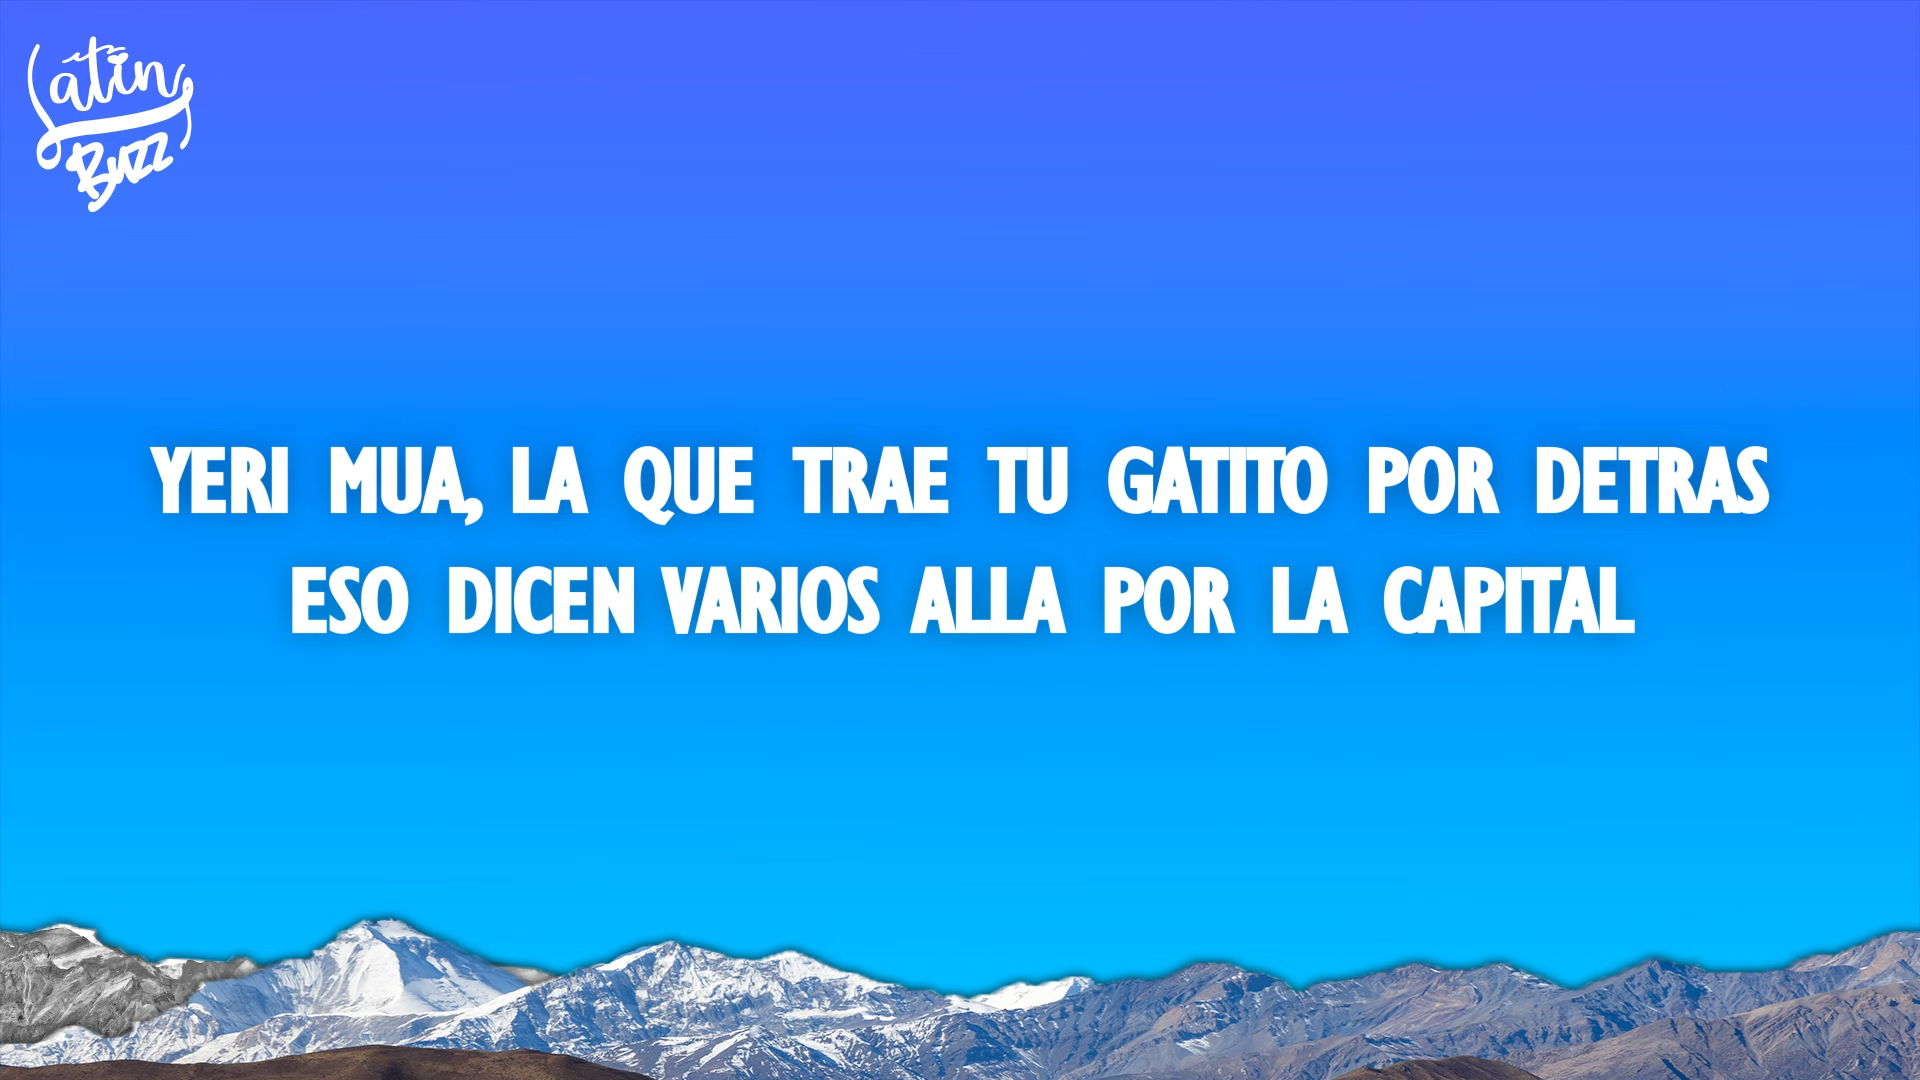 Latin
Buzz
YERI MUA, LA QUE TRAE TU GATITO POR DETRAS
ESO DICEN VARIOS ALLA POR LA CAPITAL